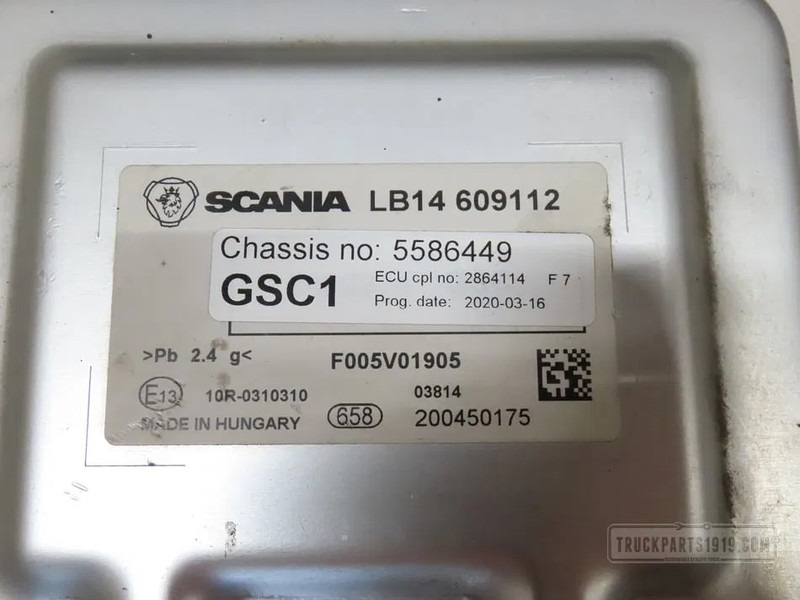 SCANIA LB14 609112
Chassis no: 5586449
GSC1 ECU cpl no: 2864114 F 7
Prog. date: 2020-03-16
>Pb 2.4 g< F005V01905
E13 10R-0310310 03814
MADE IN HUNGARY 658 200450175
TRUCKPARTS1919.COM